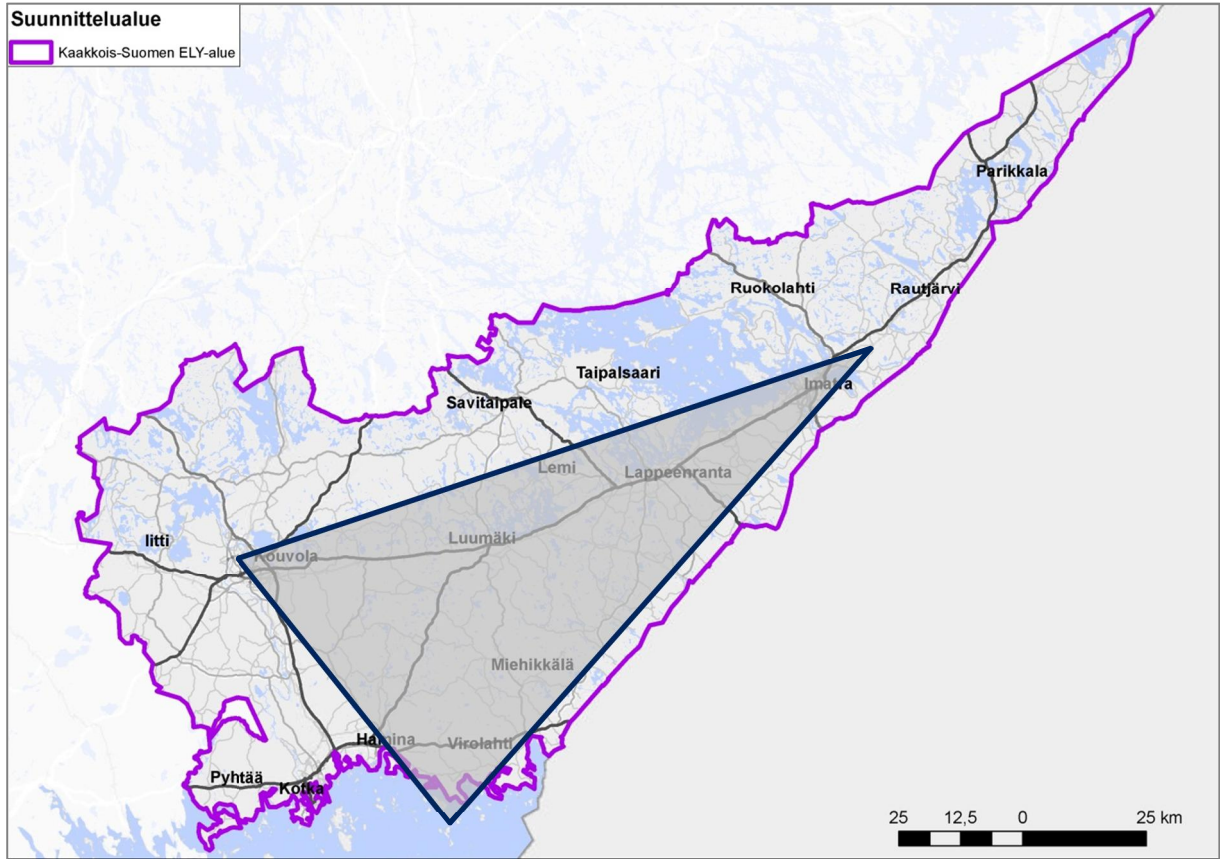 Suunnittelualue
Kaakkois-Suomen ELY-alue
Parikkala
Ruokolahti
Rautjärvi
Taipalsaari
Imatra
Savitaipale
Lemi
Lappeenranta
Luumäki
Iitti
Kouvola
Miehikkälä
Hamina
Virolahti
Pyhtää
Kotka
25 12,5 0 25 km